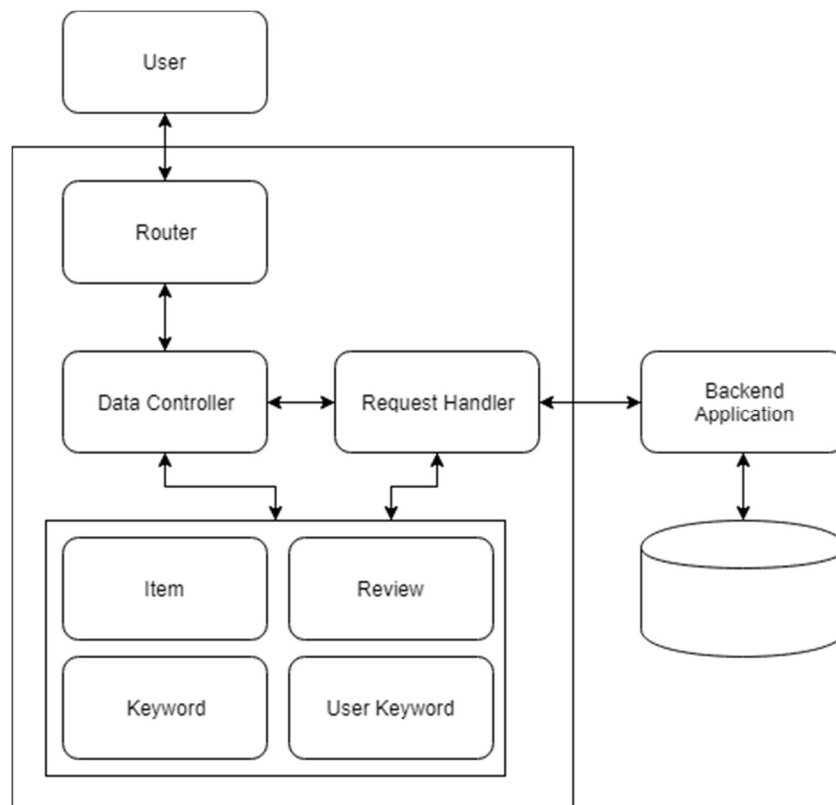 User
Router
Data Controller
Request Handler
Backend
Application
Item
Review
Keyword
User Keyword